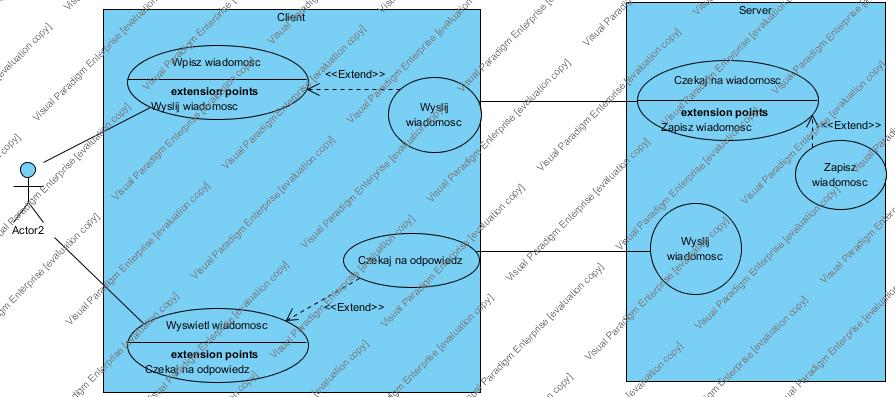 Client
Server
Wpisz wiadomosc
extension points
Wyslij wiadomosc
<<Extend>>
Wyslij
wiadomosc
Czekaj na wiadomosc
extension points
Zapisz wiadomosc
<<Extend>>
Zapisz
wiadomosc
Actor2
Czekaj na odpowiedz
Wyslij
wiadomosc
<<Extend>>
Wyswietl wiadomosc
extension points
Czekaj na odpowiedz
Visual Paradigm Enterprise [evaluation copy]